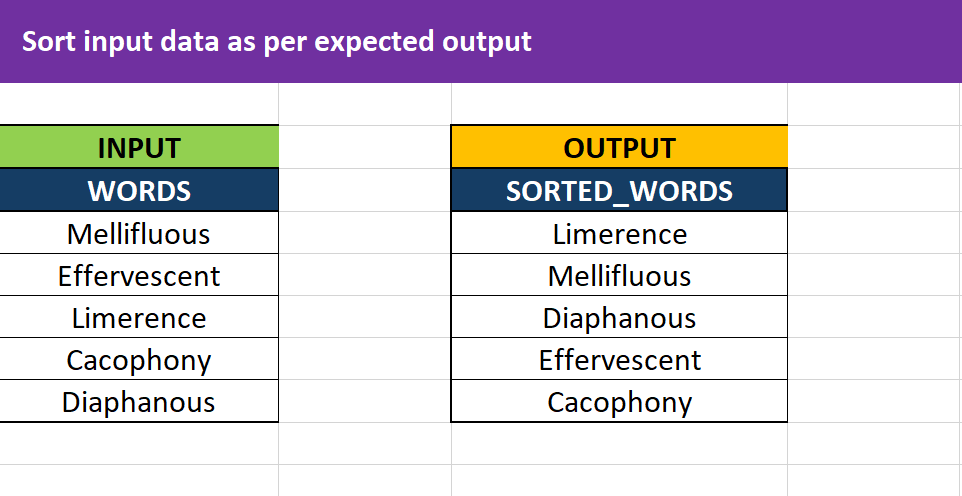 Sort input data as per expected output
INPUT
OUTPUT
WORDS
SORTED_WORDS
Mellifluous
Limerence
Effervescent
Mellifluous
Limerence
Diaphanous
Cacophony
Effervescent
Diaphanous
Cacophony